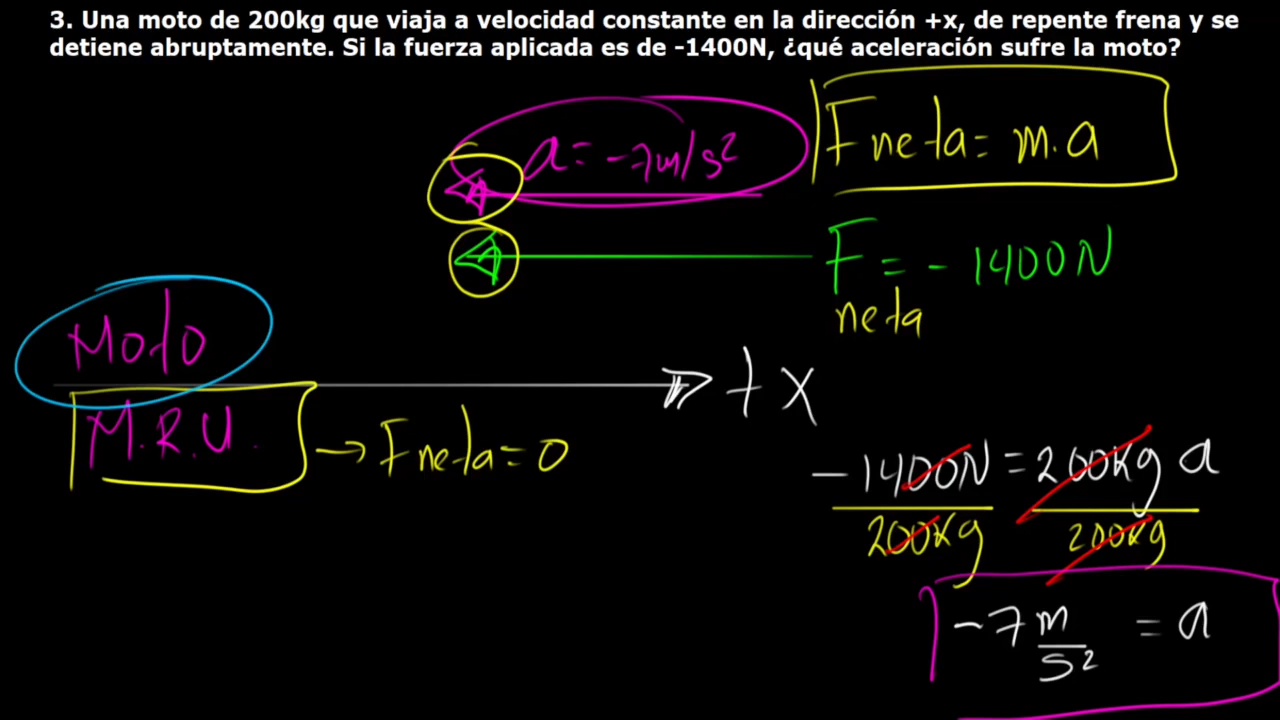 3. Una moto de 200kg que viaja a velocidad constante en la dirección +x, de repente frena y se
detiene abruptamente. Si la fuerza aplicada es de -1400N, ¿qué aceleración sufre la moto?
a = -7m/s²
Fneta = m.a
F = -1400N
neta
Moto
+ x
M.R.U.
→ Fneta = 0
-1400N = 200kg a
200kg 200kg
-7 m = a
s²